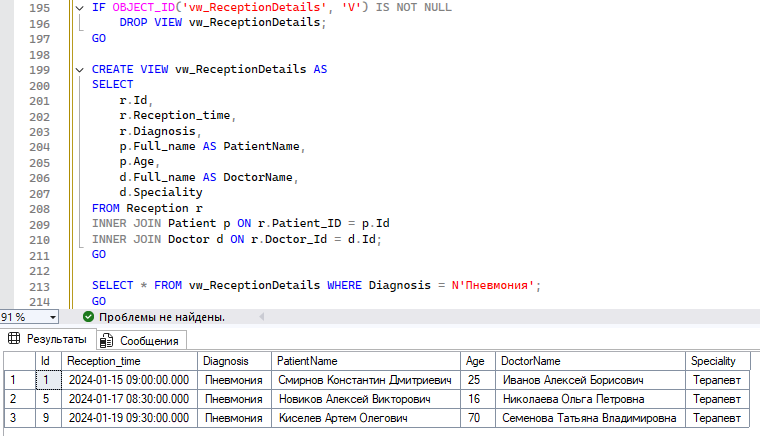 195 IF OBJECT_ID('vw_ReceptionDetails', 'V') IS NOT NULL
196 DROP VIEW vw_ReceptionDetails;
197 GO
198
199 CREATE VIEW vw_ReceptionDetails AS
200 SELECT
201 r.Id,
202 r.Reception_time,
203 r.Diagnosis,
204 p.Full_name AS PatientName,
205 p.Age,
206 d.Full_name AS DoctorName,
207 d.Speciality
208 FROM Reception r
209 INNER JOIN Patient p ON r.Patient_ID = p.Id
210 INNER JOIN Doctor d ON r.Doctor_Id = d.Id;
211 GO
212
213 SELECT * FROM vw_ReceptionDetails WHERE Diagnosis = N'Пневмония';
214 GO
91 % Проблемы не найдены.
Результаты Сообщения
Id Reception_time Diagnosis PatientName Age DoctorName Speciality
1 1 2024-01-15 09:00:00.000 Пневмония Смирнов Константин Дмитриевич 25 Иванов Алексей Борисович Терапевт
2 5 2024-01-17 08:30:00.000 Пневмония Новиков Алексей Викторович 16 Николаева Ольга Петровна Терапевт
3 9 2024-01-19 09:30:00.000 Пневмония Киселев Артем Олегович 70 Семенова Татьяна Владимировна Терапевт